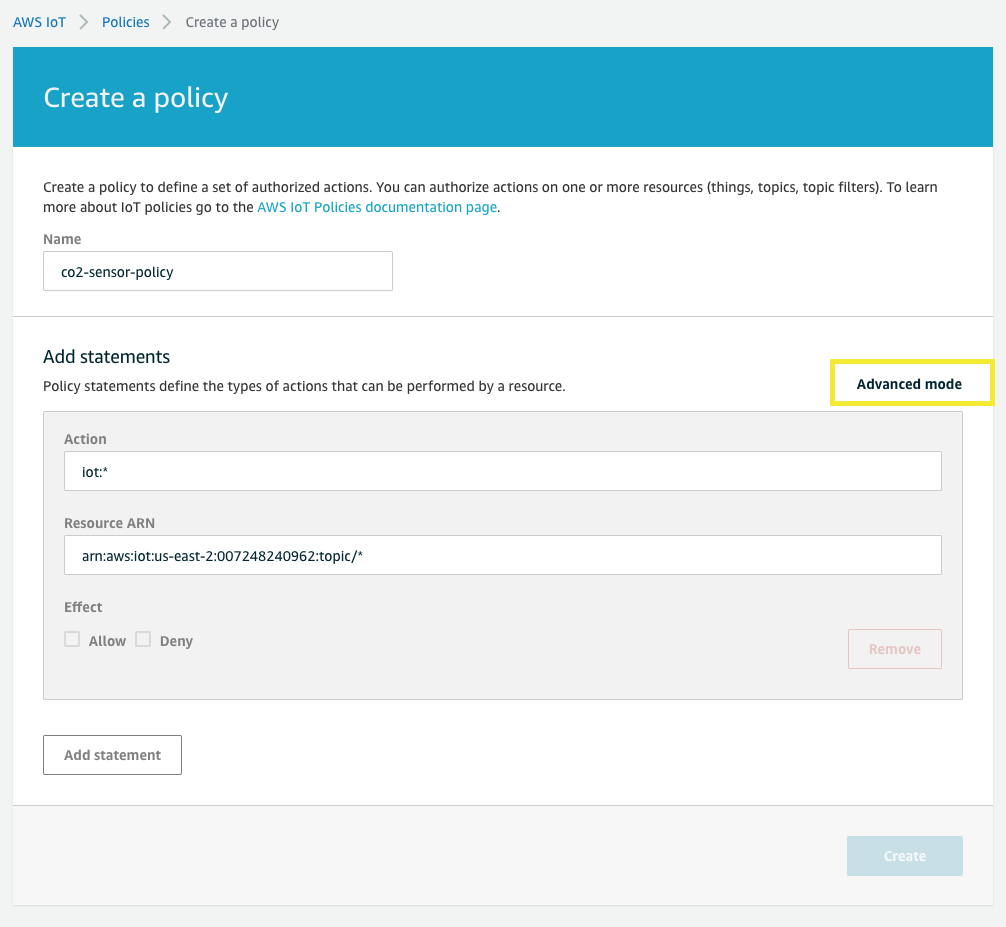 AWS IoT > Policies > Create a policy
Create a policy
Create a policy to define a set of authorized actions. You can authorize actions on one or more resources (things, topics, topic filters). To learn
more about IoT policies go to the AWS IoT Policies documentation page.
Name
co2-sensor-policy
Add statements
Policy statements define the types of actions that can be performed by a resource.
Advanced mode
Action
iot:*
Resource ARN
arn:aws:iot:us-east-2:007248240962:topic/*
Effect
Allow Deny
Remove
Add statement
Create